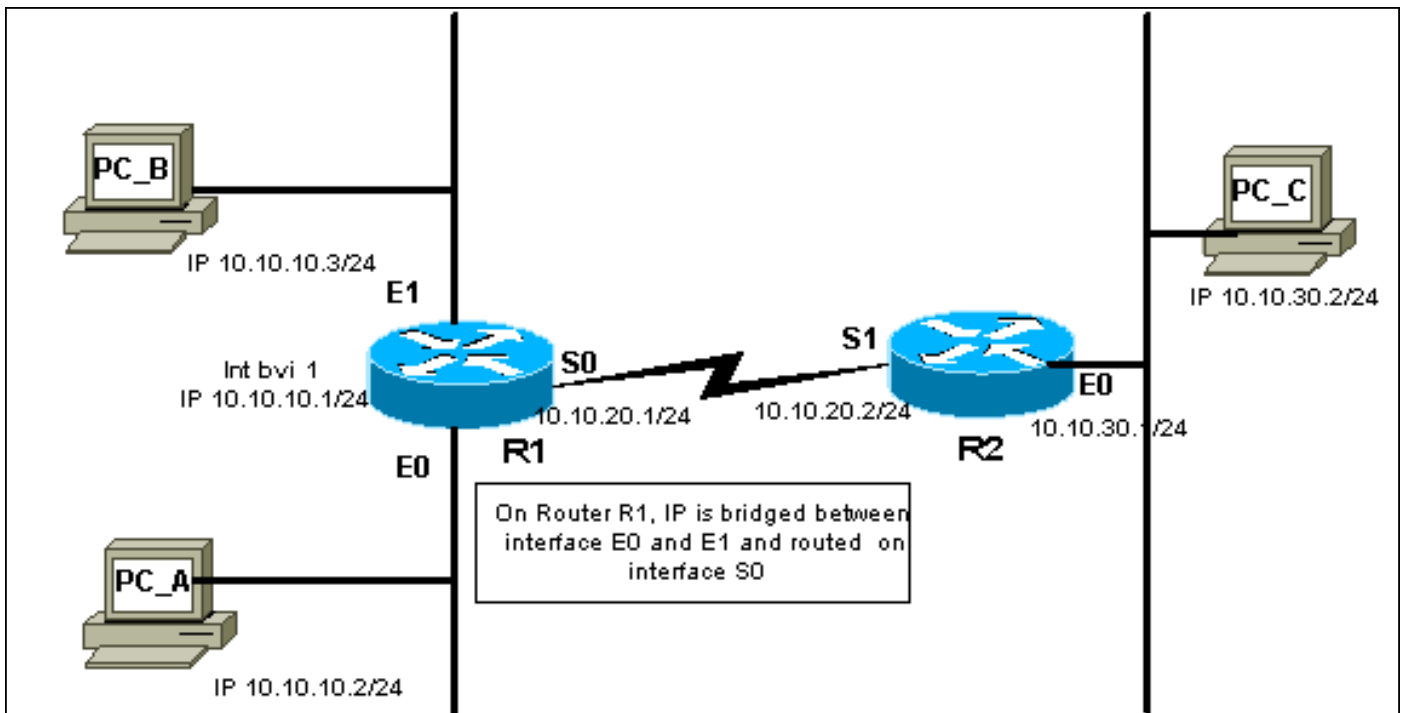 PC_B
IP 10.10.10.3/24
E1
Int bvi 1
IP 10.10.10.1/24
S0
10.10.20.1/24
R1
E0
PC_A
IP 10.10.10.2/24
On Router R1, IP is bridged between
interface E0 and E1 and routed on
interface S0
S1
10.10.20.2/24
R2
E0
10.10.30.1/24
PC_C
IP 10.10.30.2/24